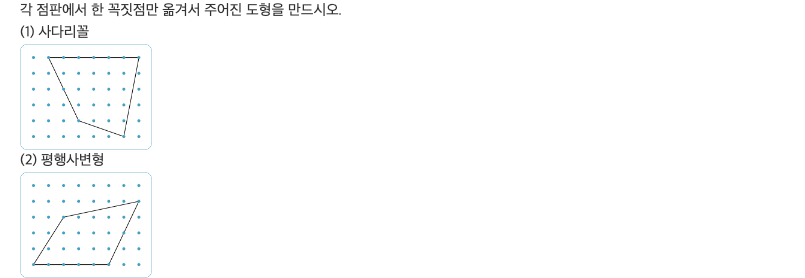 각 점판에서 한 꼭짓점만 옮겨서 주어진 도형을 만드시오.
(1) 사다리꼴
(2) 평행사변형